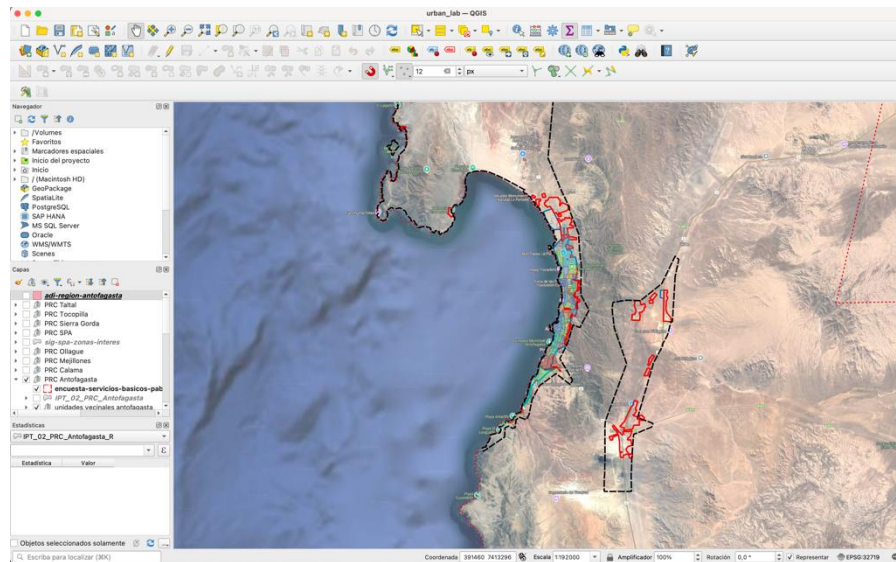 urban_lab — QGIS
12
px
Navegador
/Volumes
Favoritos
Marcadores espaciales
Inicio del proyecto
Inicio
/ (Macintosh HD)
GeoPackage
SpatiaLite
PostgreSQL
SAP HANA
MS SQL Server
Oracle
WMS/WMTS
Scenes
Capas
adi-region-antofagasta
PRC Taltal
PRC Tocopilla
PRC Sierra Gorda
PRC SPA
sig-spa-zonas-interes
PRC Ollague
PRC Mejillones
PRC Calama
PRC Antofagasta
encuesta-servicios-basicos-pab
IPT_02_PRC_Antofagasta
unidades vecinales antofagasta
Estadísticas
IPT_02_PRC_Antofagasta_R
ε
Estadística Valor
Objetos seleccionados solamente
Escriba para localizar (⌘K)
Coordenada 391460 7413296 Escala 1:192000 Amplificador 100% Rotación 0,0 ° Representar EPSG:32719